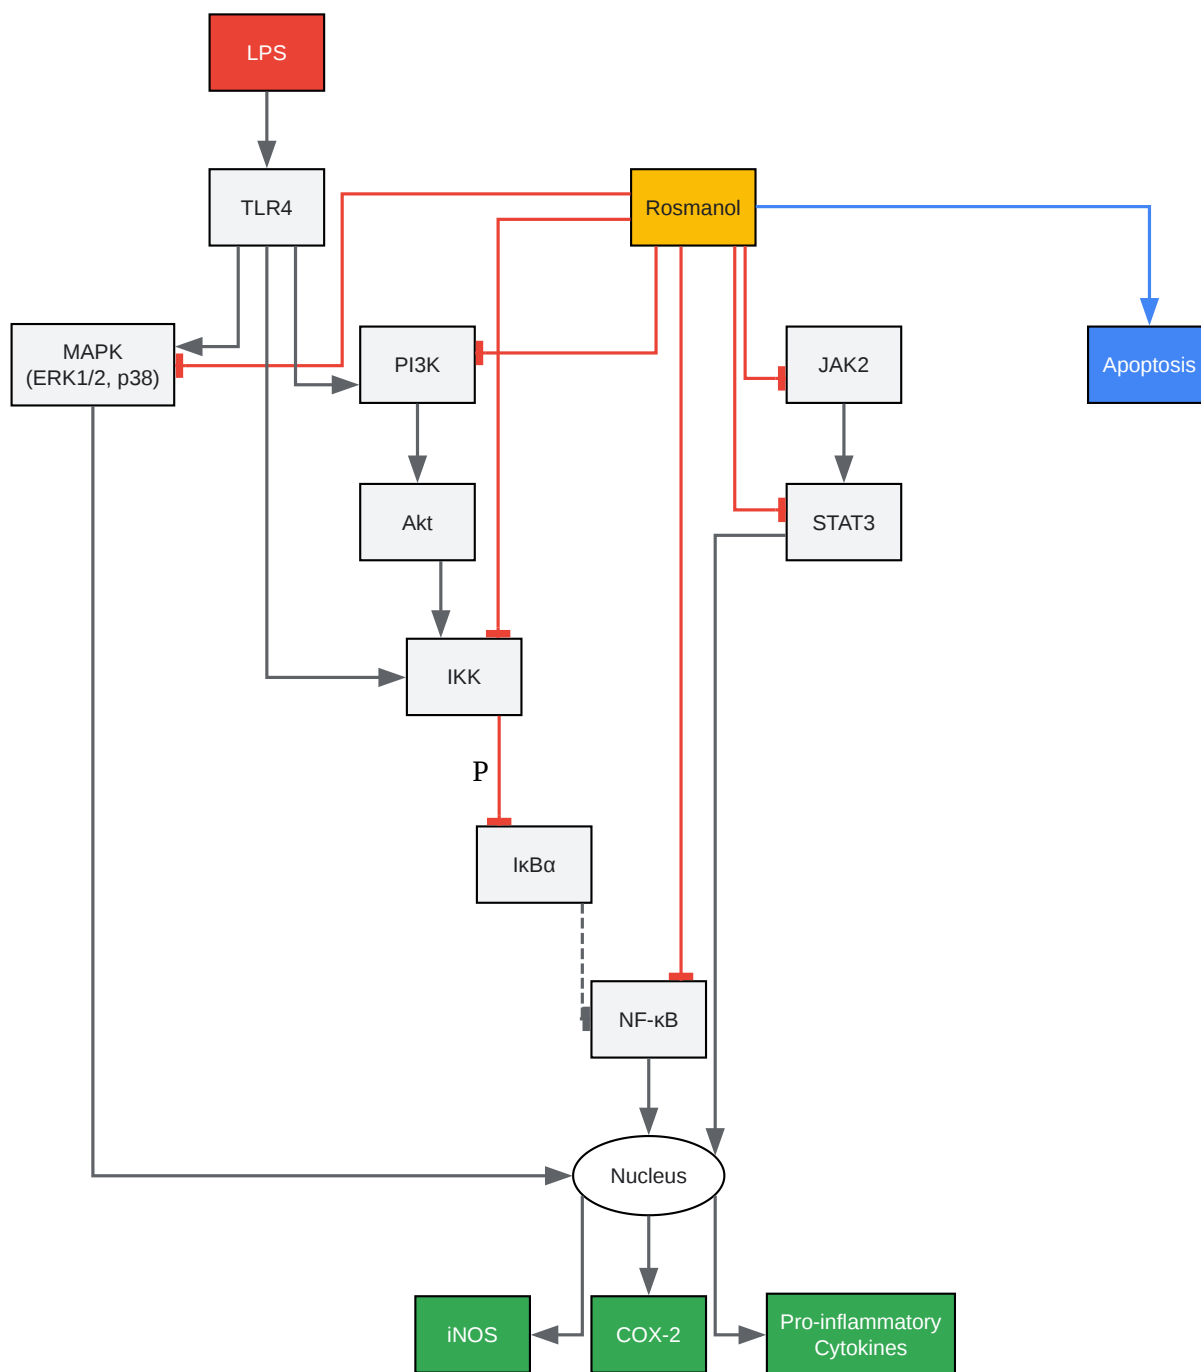 LPS
TLR4
Rosmanol
MAPK
(ERK1/2, p38)
PI3K
JAK2
Apoptosis
Akt
STAT3
IKK
P
IκBα
NF-κB
Nucleus
iNOS
COX-2
Pro-inflammatory
Cytokines